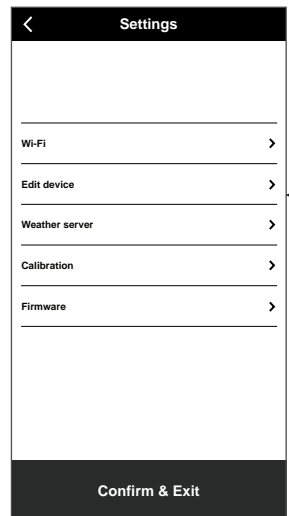 Settings
Wi-Fi
Edit device
Weather server
Calibration
Firmware
Confirm & Exit